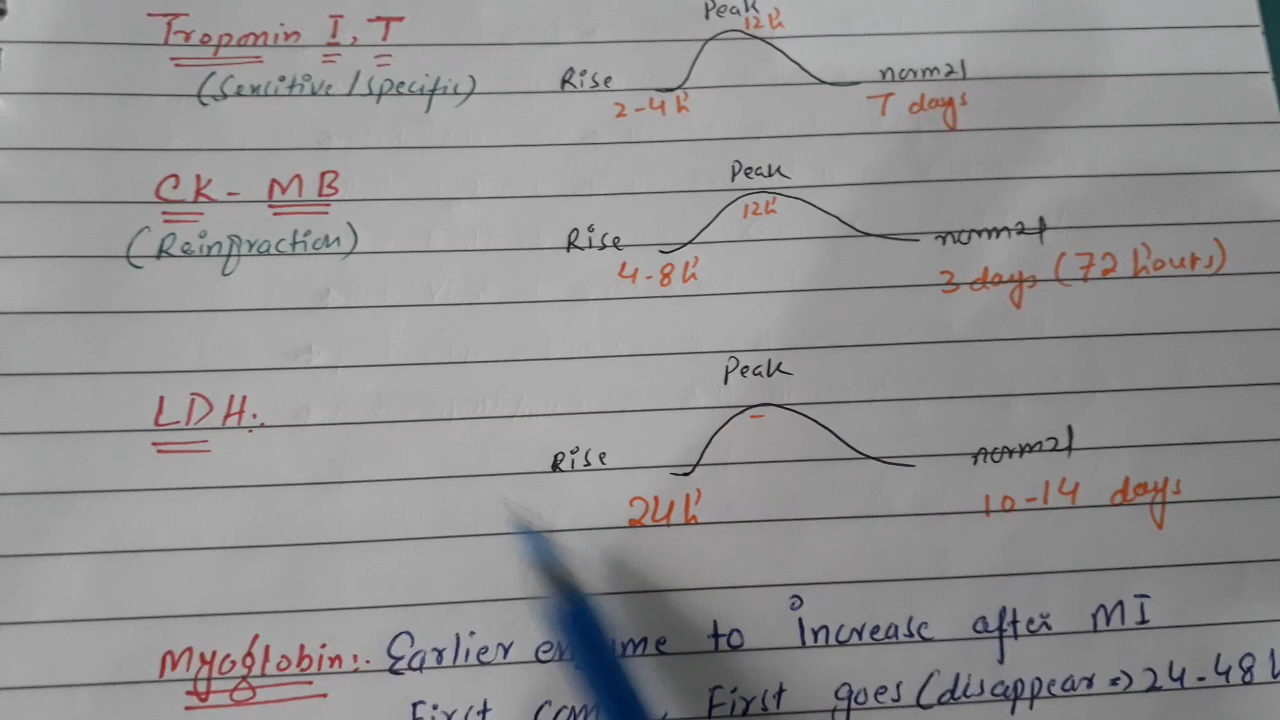 Peak
Troponin I, T
12h
(Sensitive / specific)
Rise
normal
2-4h
7 days
Peak
CK-MB
12h
(Reinfraction)
Rise
normal
4-8h
3 days (72 hours)
Peak
LDH:.
-
Rise
normal
24h
10-14 days
Myoglobin:. Earlier to increase after MI
First First goes (disappear => 24-48h